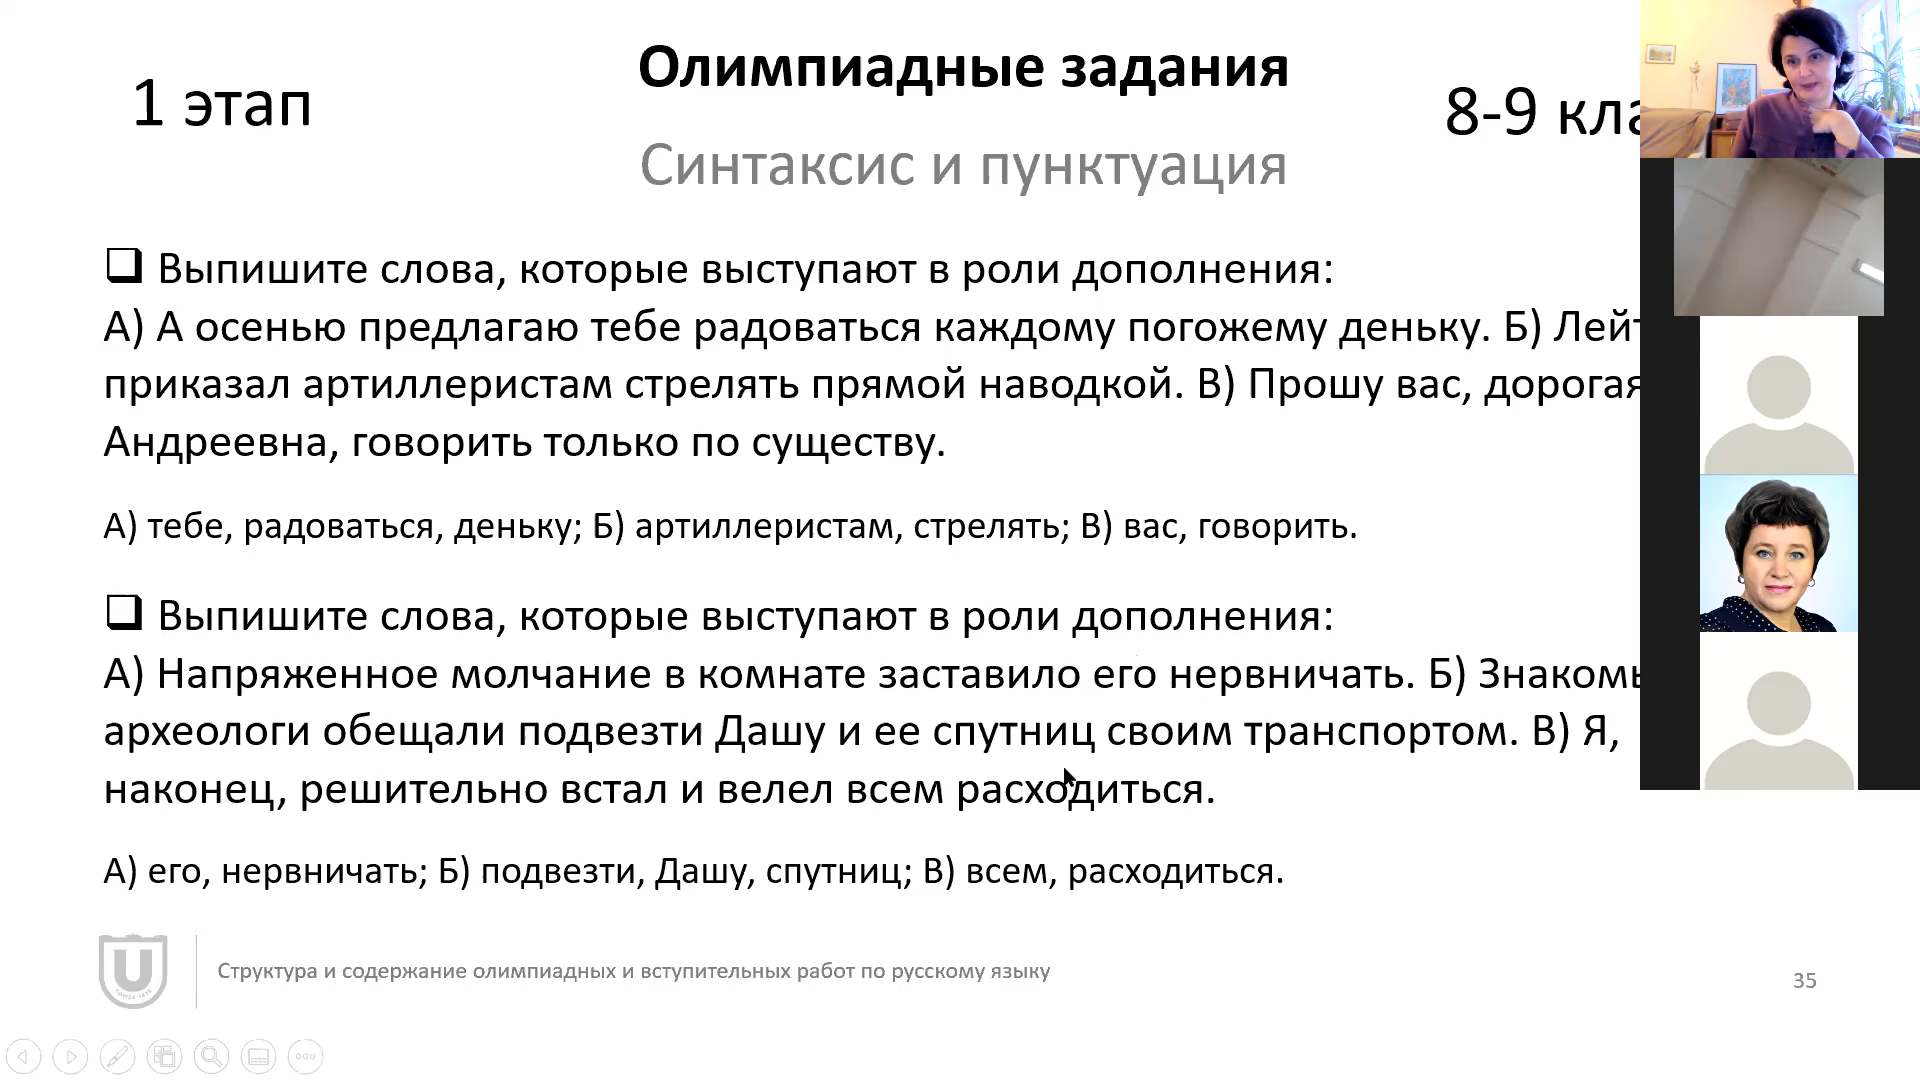 1 этап
Олимпиадные задания
8-9
Синтаксис и пунктуация
❑ Выпишите слова, которые выступают в роли дополнения:
А) А осенью предлагаю тебе радоваться каждому погожему деньку. Б)
приказал артиллеристам стрелять прямой наводкой. В) Прошу вас, дорогая
Андреевна, говорить только по существу.
А) тебе, радоваться, деньку; Б) артиллеристам, стрелять; В) вас, говорить.
❑ Выпишите слова, которые выступают в роли дополнения:
А) Напряженное молчание в комнате заставило его нервничать. Б)
археологи обещали подвезти Дашу и ее спутниц своим транспортом. В) Я,
наконец, решительно встал и велел всем расходиться.
А) его, нервничать; Б) подвезти, Дашу, спутниц; В) всем, расходиться.
Структура и содержание олимпиадных и вступительных работ по русскому языку
35